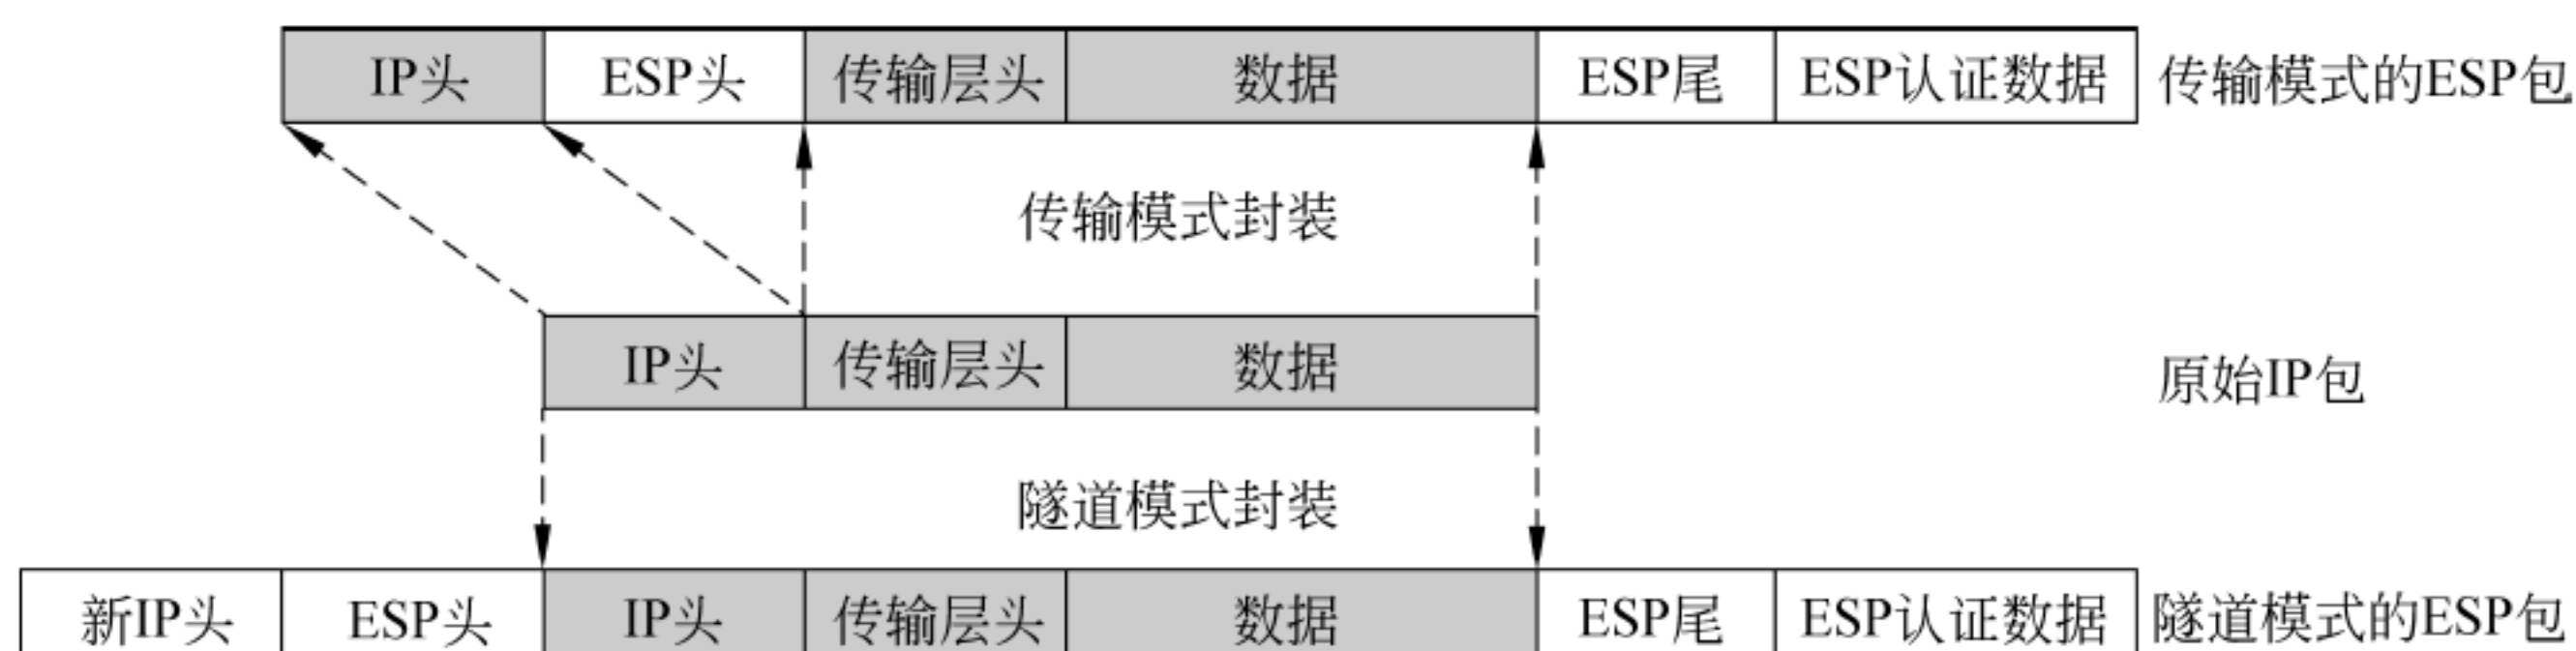 IP头 ESP头 传输层头 数据 ESP尾 ESP认证数据 传输模式的ESP包
传输模式封装
IP头 传输层头 数据 原始IP包
隧道模式封装
新IP头 ESP头 IP头 传输层头 数据 ESP尾 ESP认证数据 隧道模式的ESP包